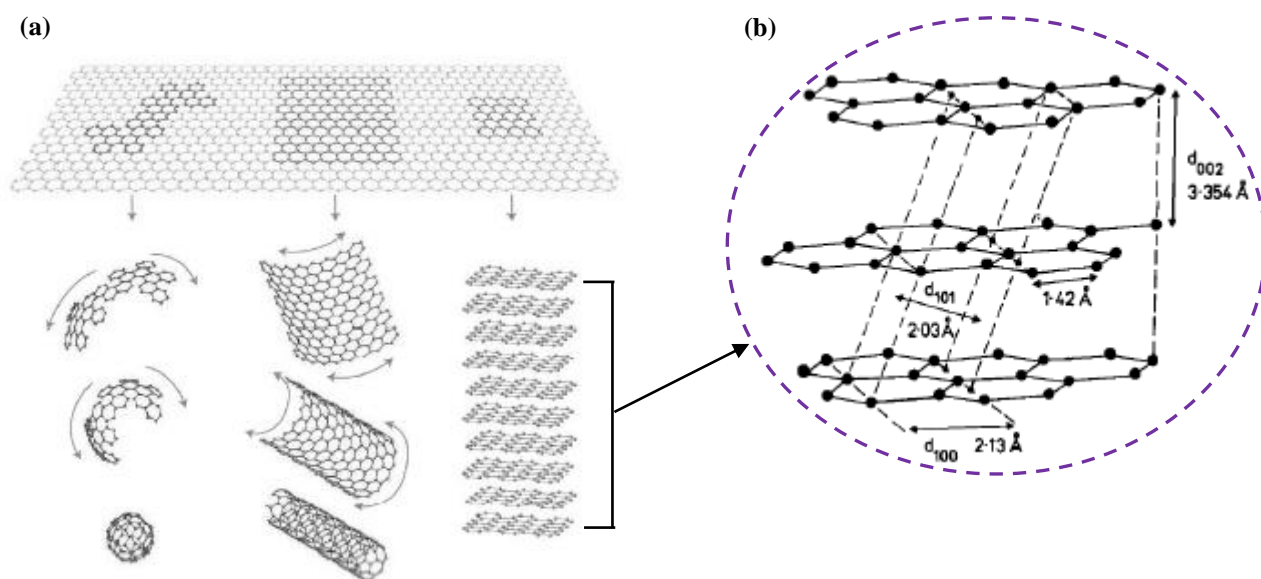 (a)
(b)
d002
3·354 Å
1·42 Å
d101
2·03 Å
d100
2·13 Å